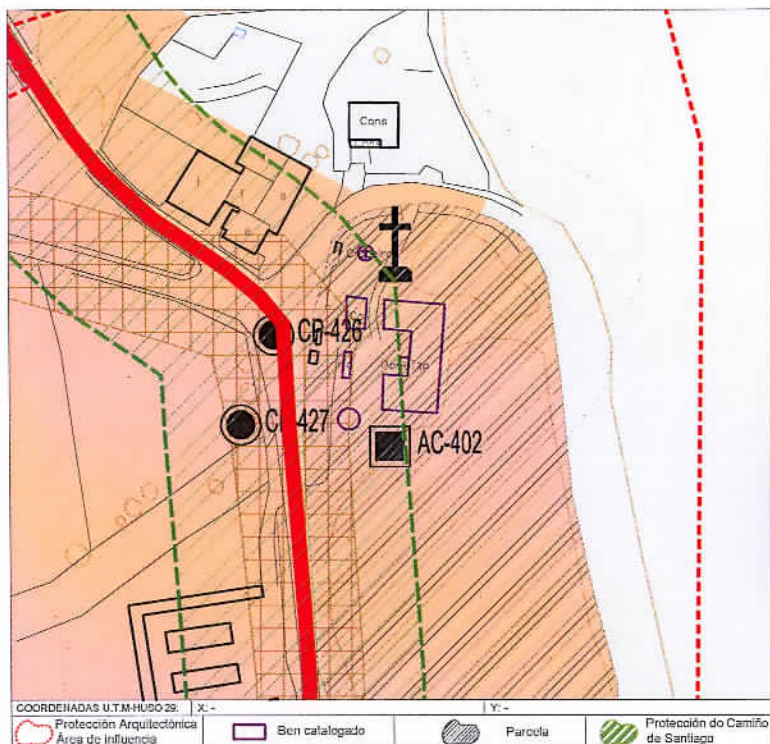 Cons
CP-426
CP-427
AC-402
COORDENADAS U.T.M-HUSO 29: X: - Y: -
Protección Arquitectónica
Área de influencia
Ben catalogado
Parcela
Protección do Camiño
de Santiago